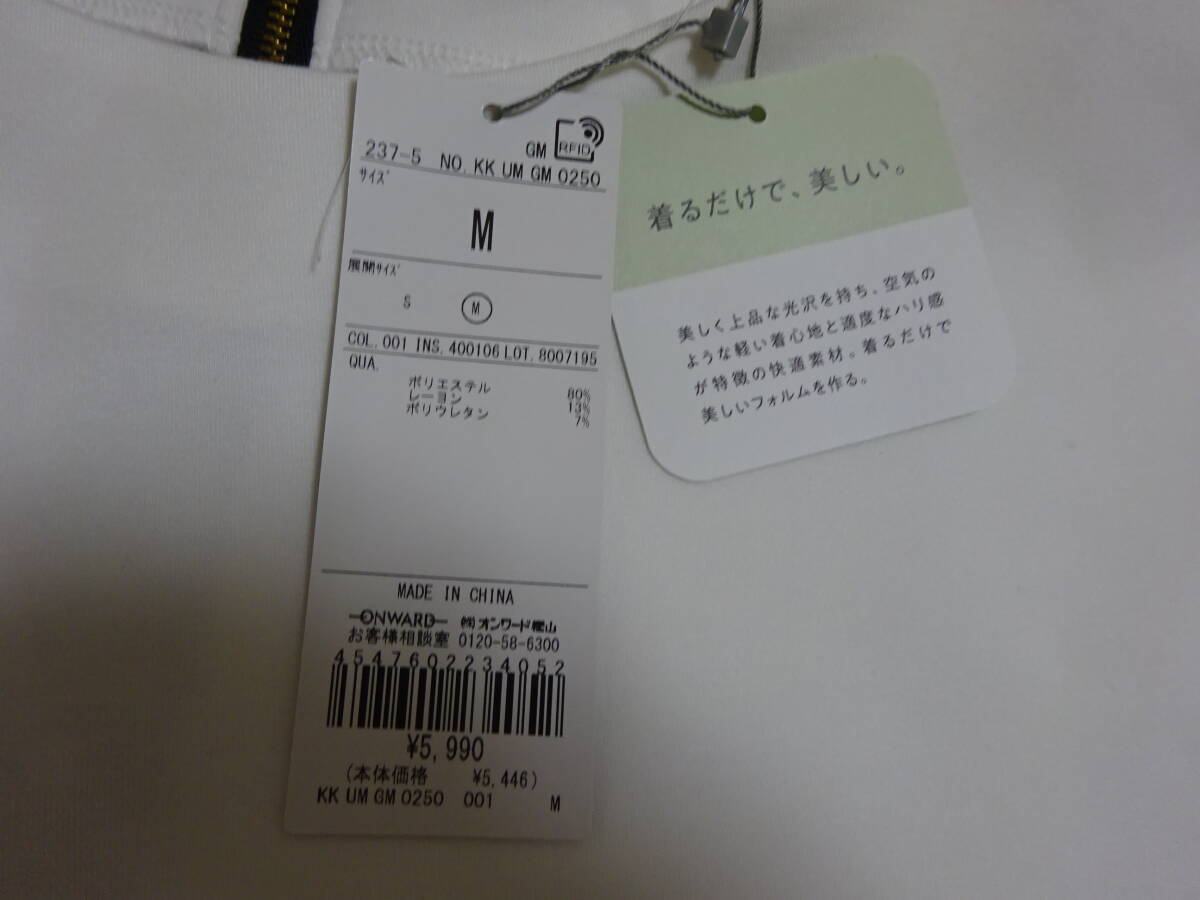 GM RFID
237-5 NO. KK UM GM 0250
サイズ
M
展開サイズ
S M
COL. 001 INS. 400106 LOT. 8007195
QUA.
ポリエステル 80%
レーヨン 13%
ポリウレタン 7%
MADE IN CHINA
ONWARD ㈱オンワード樫山
お客様相談室 0120-58-6300
4547602234052
¥5,990
(本体価格 ¥5,446)
KK UM GM 0250 001 M
着るだけで、美しい。
美しく上品な光沢を持ち、空気の
ような軽い着心地と適度なハリ感
が特徴の快適素材。着るだけで
美しいフォルムを作る。